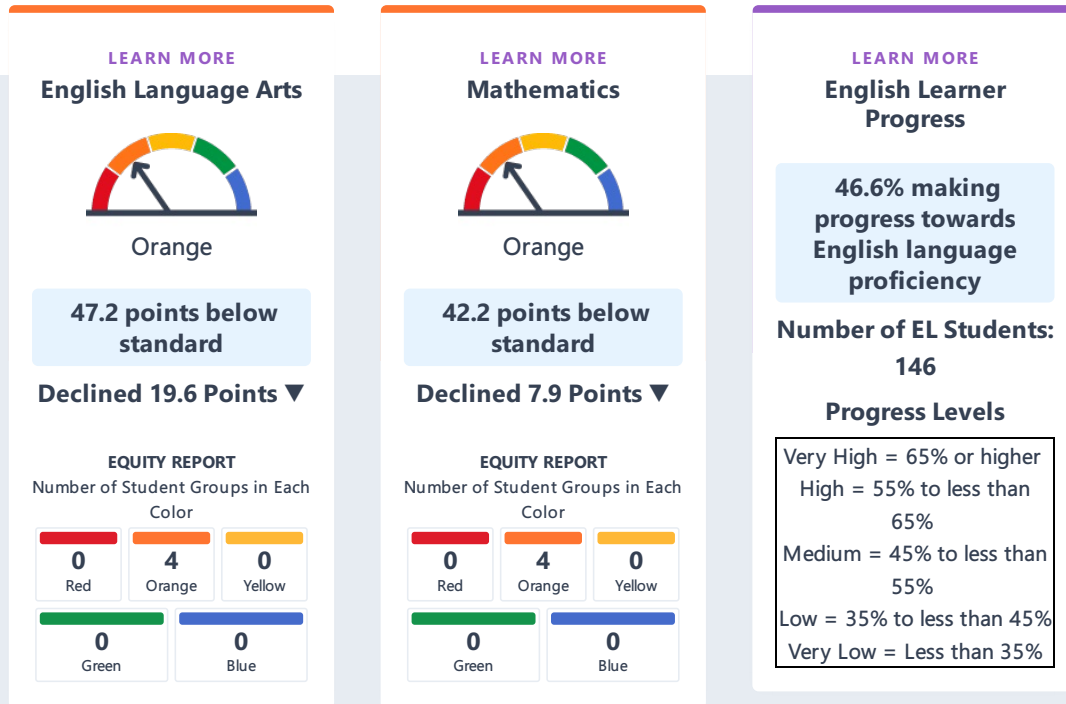 LEARN MORE
English Language Arts
Orange
47.2 points below
standard
Declined 19.6 Points ▼
EQUITY REPORT
Number of Student Groups in Each
Color
0
Red
4
Orange
0
Yellow
0
Green
0
Blue
LEARN MORE
Mathematics
Orange
42.2 points below
standard
Declined 7.9 Points ▼
EQUITY REPORT
Number of Student Groups in Each
Color
0
Red
4
Orange
0
Yellow
0
Green
0
Blue
LEARN MORE
English Learner
Progress
46.6% making
progress towards
English language
proficiency
Number of EL Students:
146
Progress Levels
Very High = 65% or higher
High = 55% to less than
65%
Medium = 45% to less than
55%
Low = 35% to less than 45%
Very Low = Less than 35%